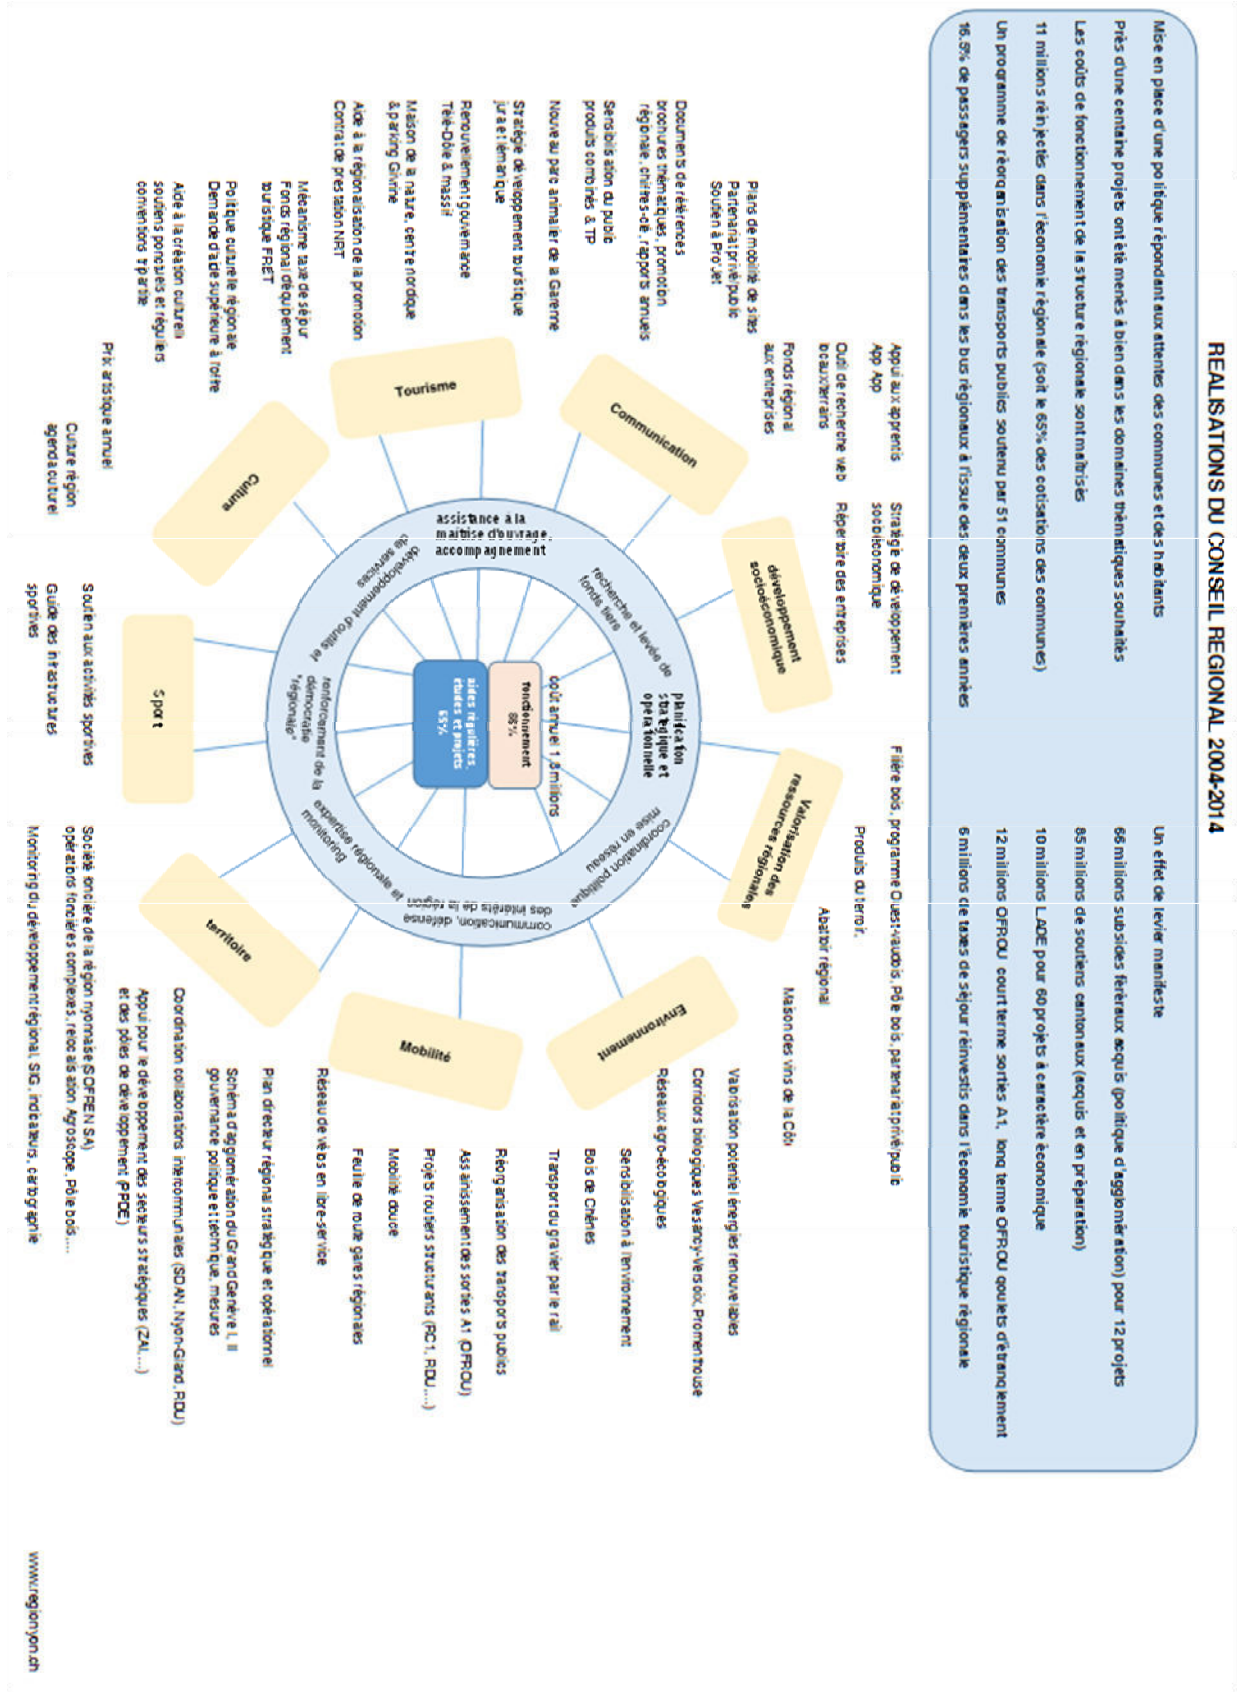 REALISATIONS DU CONSEIL REGIONAL 2004-2014
Mise en place d'une politique répondant aux attentes des communes et des habitants
Près d'une centaine projets ont été menés à bien dans les domaines thématiques souhaités
Les coûts de fonctionnement de la structure régionale sont maîtrisés
11 millions réinjectés dans l'économie régionale (soit le 65% des cotisations des communes)
Un programme de réorganisation des transports publics soutenu par 51 communes
16.5% de passagers supplémentaires dans les bus régionaux à l'issue des deux premières années
Un effet de levier manifeste
66 millions subsides féréraux acquis (politique d'agglomération) pour 12 projets
85 millions de soutiens cantonaux (acquis et en préparation)
10 millions LADE pour 60 projets à caractère économique
12 millions OFROU court terme sorties A1, long terme OFROU goulets d'étranglement
6 millions de taxes de séjour réinvestis dans l'économie touristique régionale
Appui aux apprentis
App App
Outil de recherche web
locaux/terrains
Fonds régional
aux entreprises
Stratégie de développement
socioéconomique
Répertoire des entreprises
Filière bois, programme Ouest-vaudois, Pôle bois, partenariat privé/public
Produits du terroir,
Abattoir régional
Maison des vins de la Côte
Plans de mobilité de sites
Partenariat privé/public
Soutien à ProJet
Documents de références
brochures thématiques, promotion
régionale, chiffres-clé, rapports annuels
Sensibilisation du public
produits combinés & TP
Nouveau parc animalier de la Garenne
Stratégie développement touristique
jura et lémanique
Renouvellement gouvernance
Télé-Dôle & massif
Maison de la nature, centre nordique
& parking Givrine
Aide à la régionalisation de la promotion
Contrat de prestation NRT
Mécanisme taxe de séjour
Fonds régional d'équipement
touristique FRET
Politique culturelle régionale
Demande d'aide supérieure à l'offre
Aide à la création culturelle
soutiens ponctuels et réguliers
conventions tripartite
Prix artistique annuel
Culture région
agenda culturel
Soutien aux activités sportives
Guide des infrastuctures
sportives
Communication
développement
socioéconomique
Valorisation des
ressources régionales
Environnement
Mobilité
territoire
Sport
Culture
Tourisme
assistance à la
maîtrise d'ouvrage,
accompagnement
recherche et levée de
fonds tiers
planification
stratégique et
opérationnelle
coordination politique
mise en réseau
communication, défense
des intérêts de la région
expertise régionale et
monitoring
renforcement de la
démocratie
"régionale"
développement d'outils et
de services
coût annuel 1,8 millions
fonctionnement
aides régulières,
études et projets
65%
Valorisation potentiel énergies renouvelables
Corridors biologiques Vesancy-Versoix, Promenthouse
Réseaux agro-écologiques
Sensibilisation à l'environnement
Bois de Chênes
Transport du gravier par le rail
Réorganisation des transports publics
Assainissement des sorties A1 (OFROU)
Projets routiers structurants (RC1, RDU,...)
Mobilité douce
Feuille de route gares régionales
Réseau de vélos en libre-service
Plan directeur régional stratégique et opérationnel
Schéma d'agglomération du Grand Genève I, II
gouvernance politique et technique, mesures
Coordination collaborations intercommunales (SDAN, Nyon-Gland, RDU)
Appui pour le développement des secteurs stratégiques (ZAI,...)
et des pôles de développement (PPDE)
Société foncière de la région nyonnaise (SOFREN SA)
opérations foncières complexes, relocalisation Agroscope, Pôle bois,...
Monitoring du développement régional, SIG, indicateurs, cartographie
www.regionyon.ch